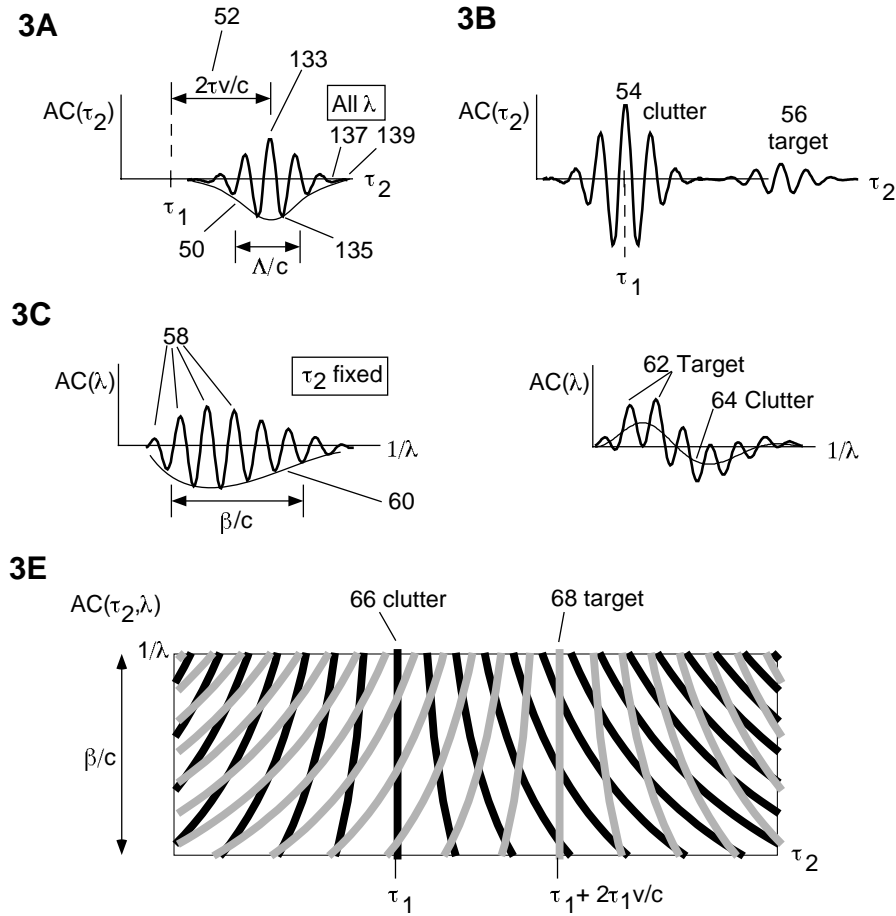 3A
52
133
2τv/c
All λ
137
139
AC(τ2)
τ2
τ1
50
135
Λ/c
3B
54
clutter
56
target
AC(τ2)
τ2
τ1
3C
58
AC(λ)
τ2 fixed
1/λ
60
β/c
62 Target
AC(λ)
64 Clutter
1/λ
3E
AC(τ2,λ)
66 clutter
68 target
1/λ
β/c
τ2
τ1
τ1 + 2τ1v/c